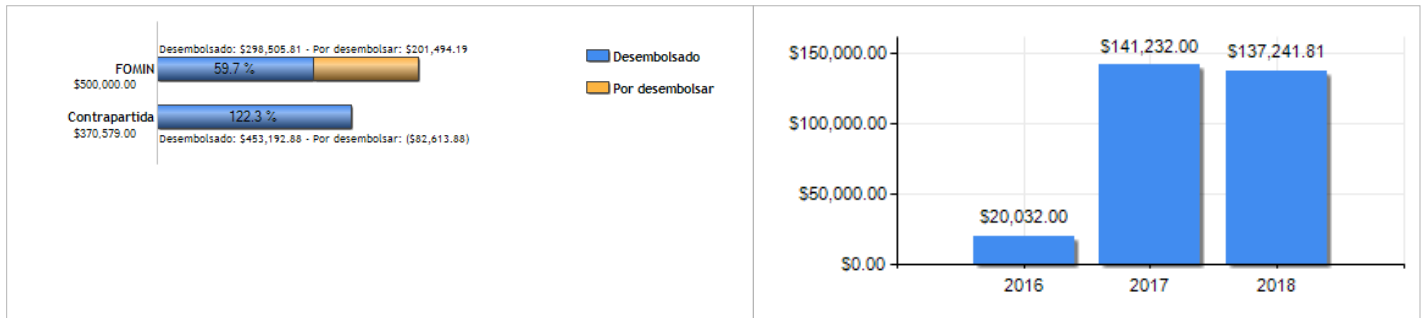 Desembolsado: $298,505.81 - Por desembolsar: $201,494.19
FOMIN
59.7 %
$500,000.00
Contrapartida
122.3 %
$370,579.00
Desembolsado: $453,192.88 - Por desembolsar: ($82,613.88)
Desembolsado
Por desembolsar
$150,000.00
$100,000.00
$50,000.00
$0.00
$20,032.00
$141,232.00
$137,241.81
2016
2017
2018